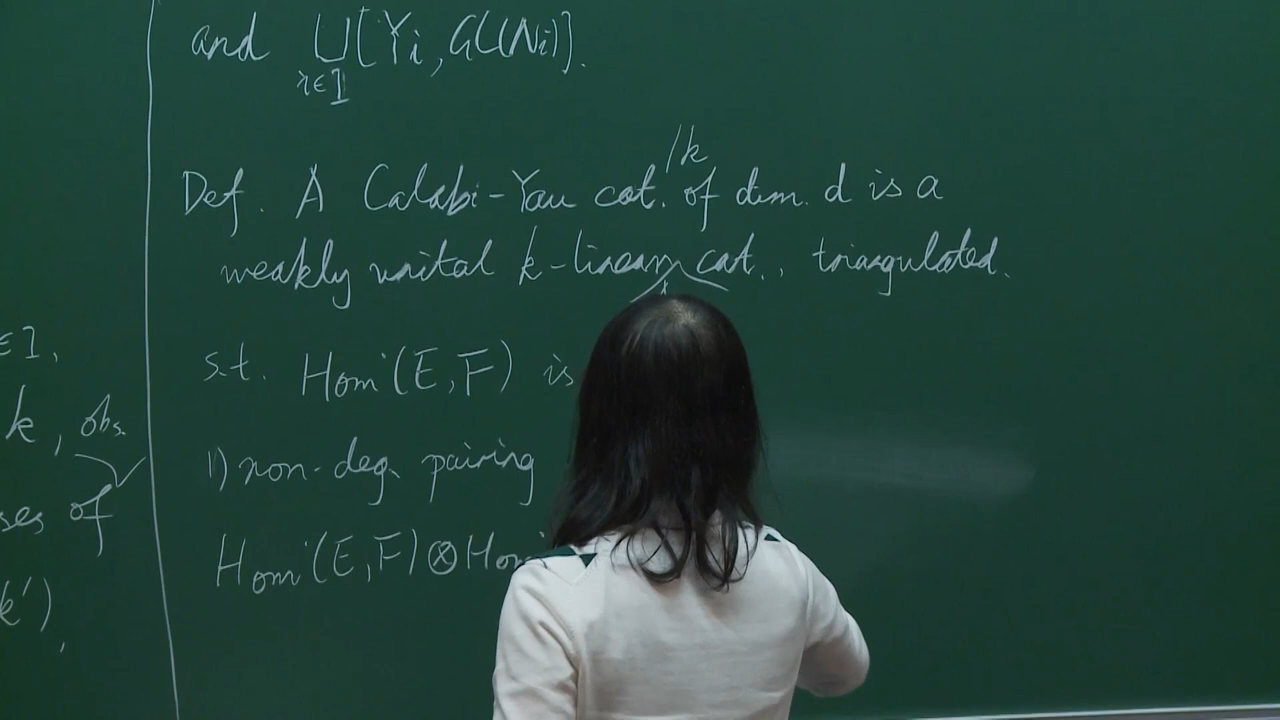 ∈I,
k, obs.
ses of
k')
,
and ⊔[Yi, GL(Ni)].
i∈I
/k
Def. A Calabi-Yau cat. of dim. d is a
weakly unital k-linear cat., triangulated.
s.t. Hom˙(E,F) is
1) non-deg. pairing
Hom˙(E,F)⊗Hom˙